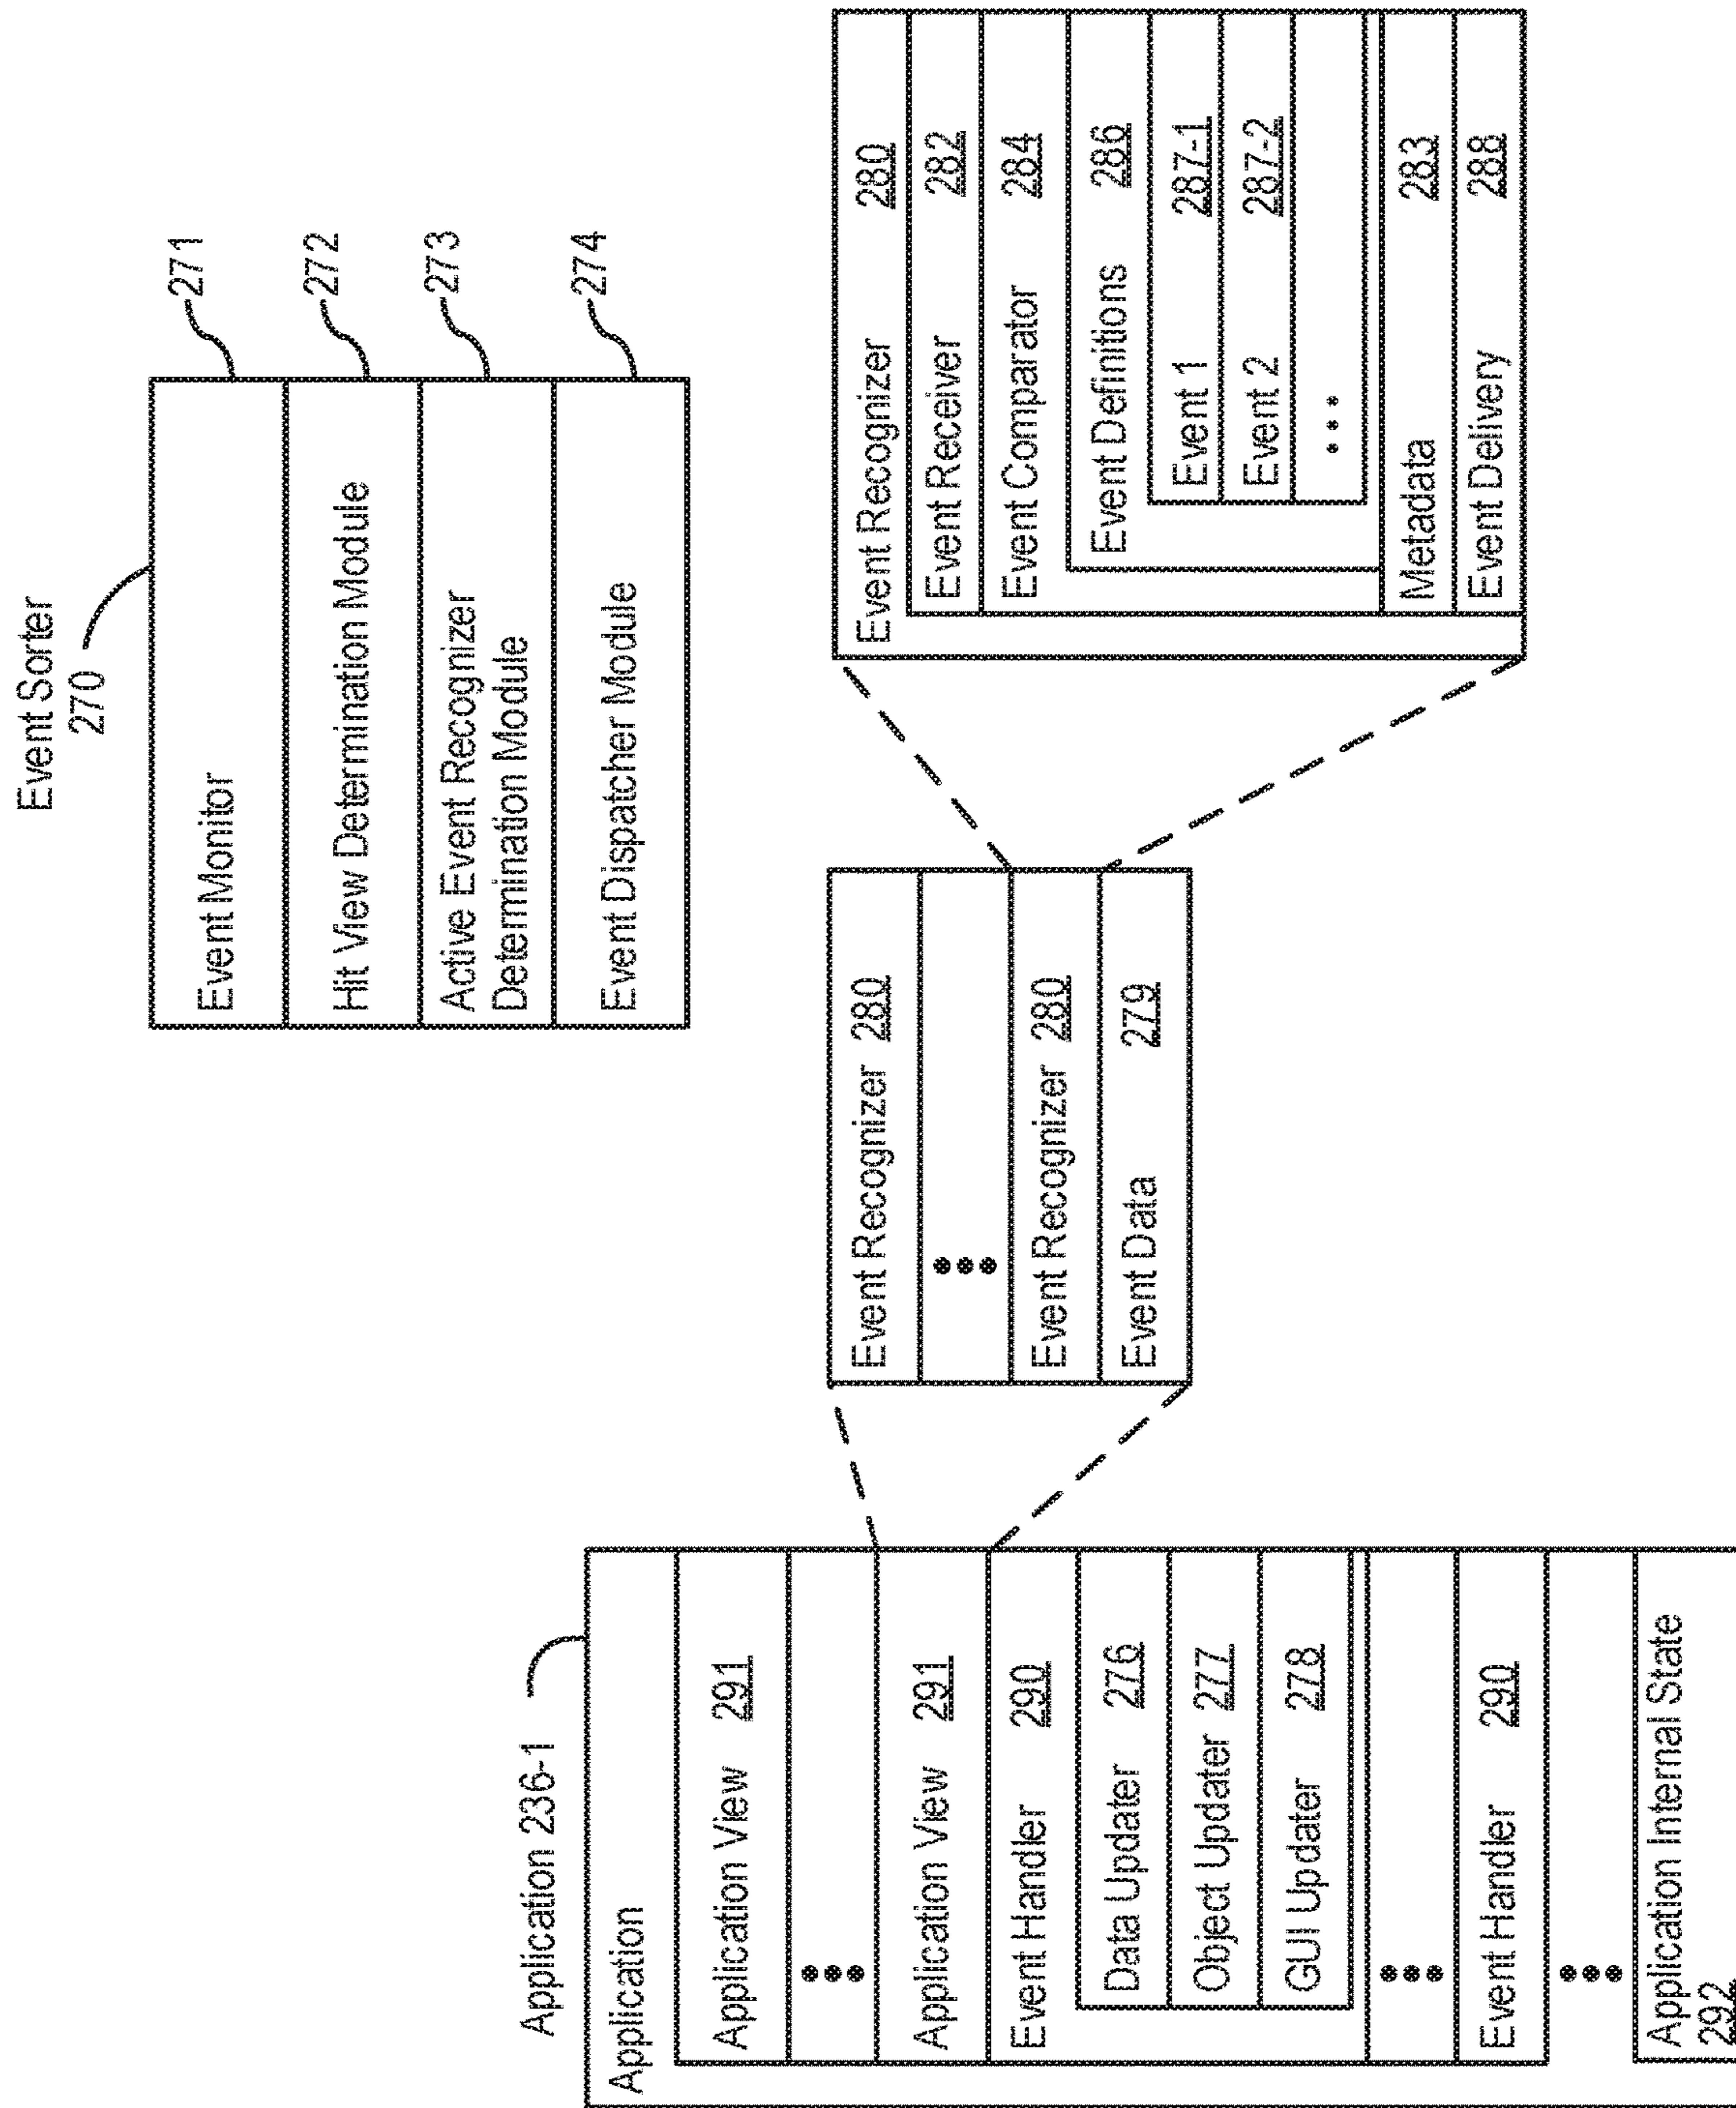 Event Sorter
270
Event Monitor 271
Hit View Determination Module 272
Active Event Recognizer 273
Determination Module
Event Dispatcher Module 274
Application 236-1
Application
Application View 291
•••
Application View 291
Event Handler 290
Data Updater 276
Object Updater 277
GUI Updater 278
•••
Event Handler 290
•••
Application Internal State
292
Event Recognizer 280
•••
Event Recognizer 280
Event Data 279
Event Recognizer 280
Event Receiver 282
Event Comparator 284
Event Definitions 286
Event 1 287-1
Event 2 287-2
•••
Metadata 283
Event Delivery 288